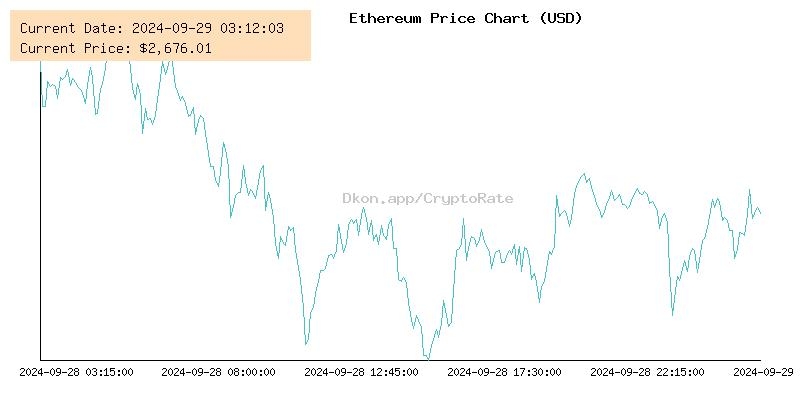 Ethereum Price Chart (USD)
Current Date: 2024-09-29 03:12:03
Current Price: $2,676.01
Dkon.app/CryptoRate
2024-09-28 03:15:00 2024-09-28 08:00:00 2024-09-28 12:45:00 2024-09-28 17:30:00 2024-09-28 22:15:00 2024-09-29